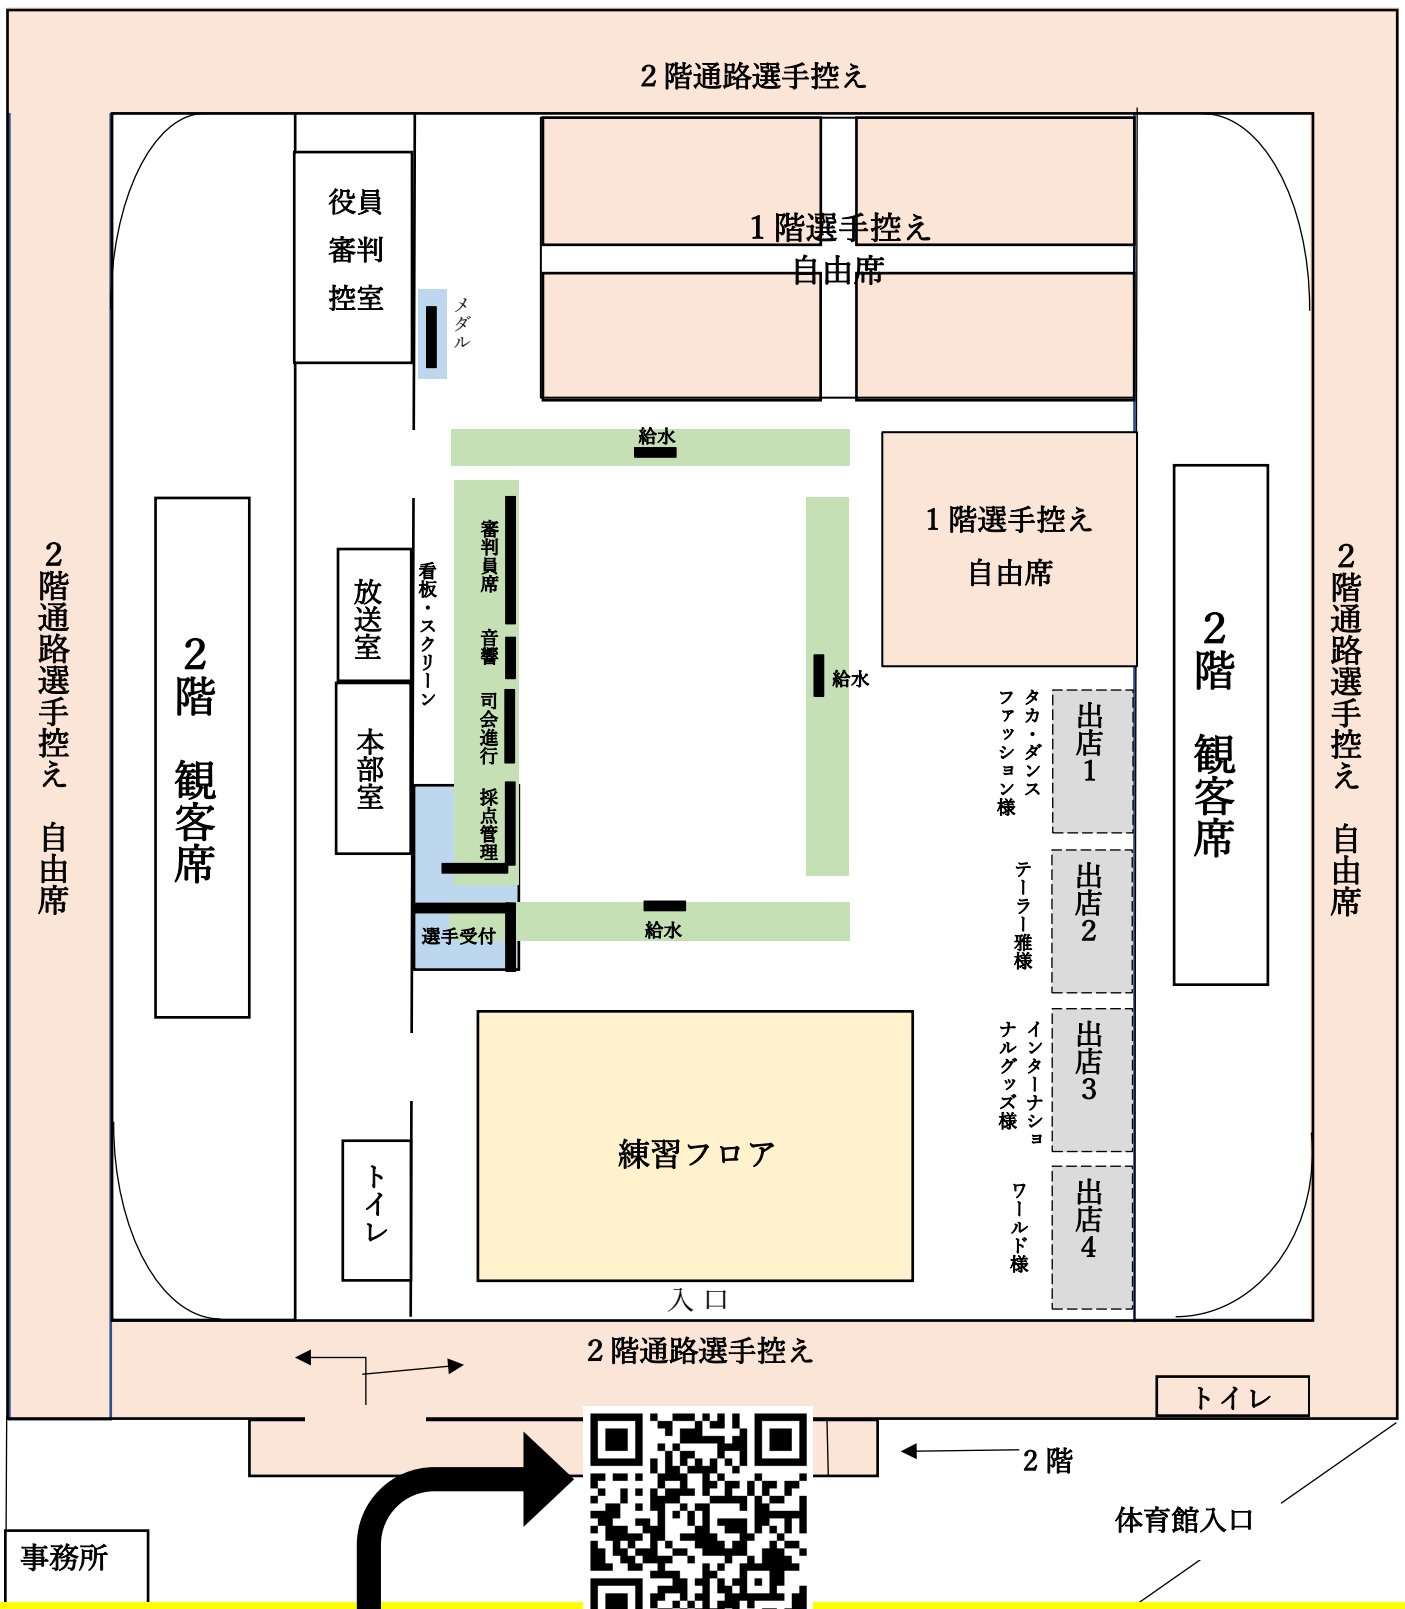 ２階通路選手控え
役員
審判
控室
１階選手控え
自由席
メダル
給水
１階選手控え
自由席
審判員席
音響
司会進行
採点管理
看板・スクリーン
放送室
本部室
給水
給水
選手受付
２階　観客席
２階　観客席
２階通路選手控え　自由席
２階通路選手控え　自由席
出店１
タカ・ダンス
ファッション様
出店２
テーラー雅様
出店３
インターナショ
ナルグッズ様
出店４
ワールド様
練習フロア
トイレ
入口
２階通路選手控え
トイレ
２階
体育館入口
事務所